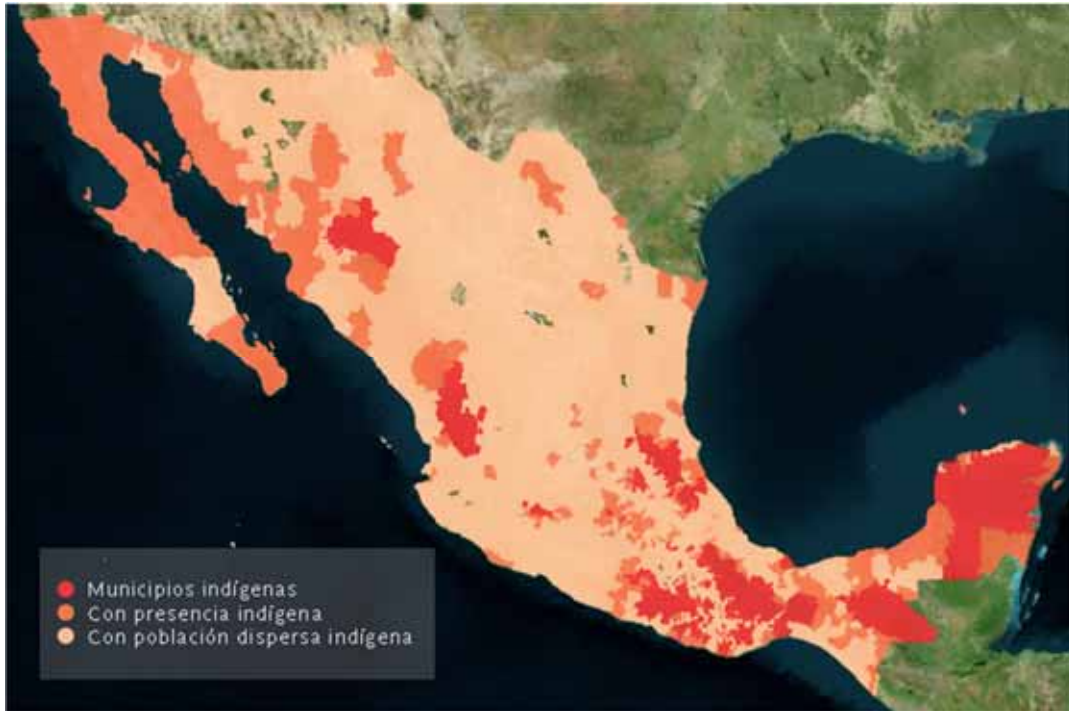 Municipios indígenas
Con presencia indígena
Con población dispersa indígena